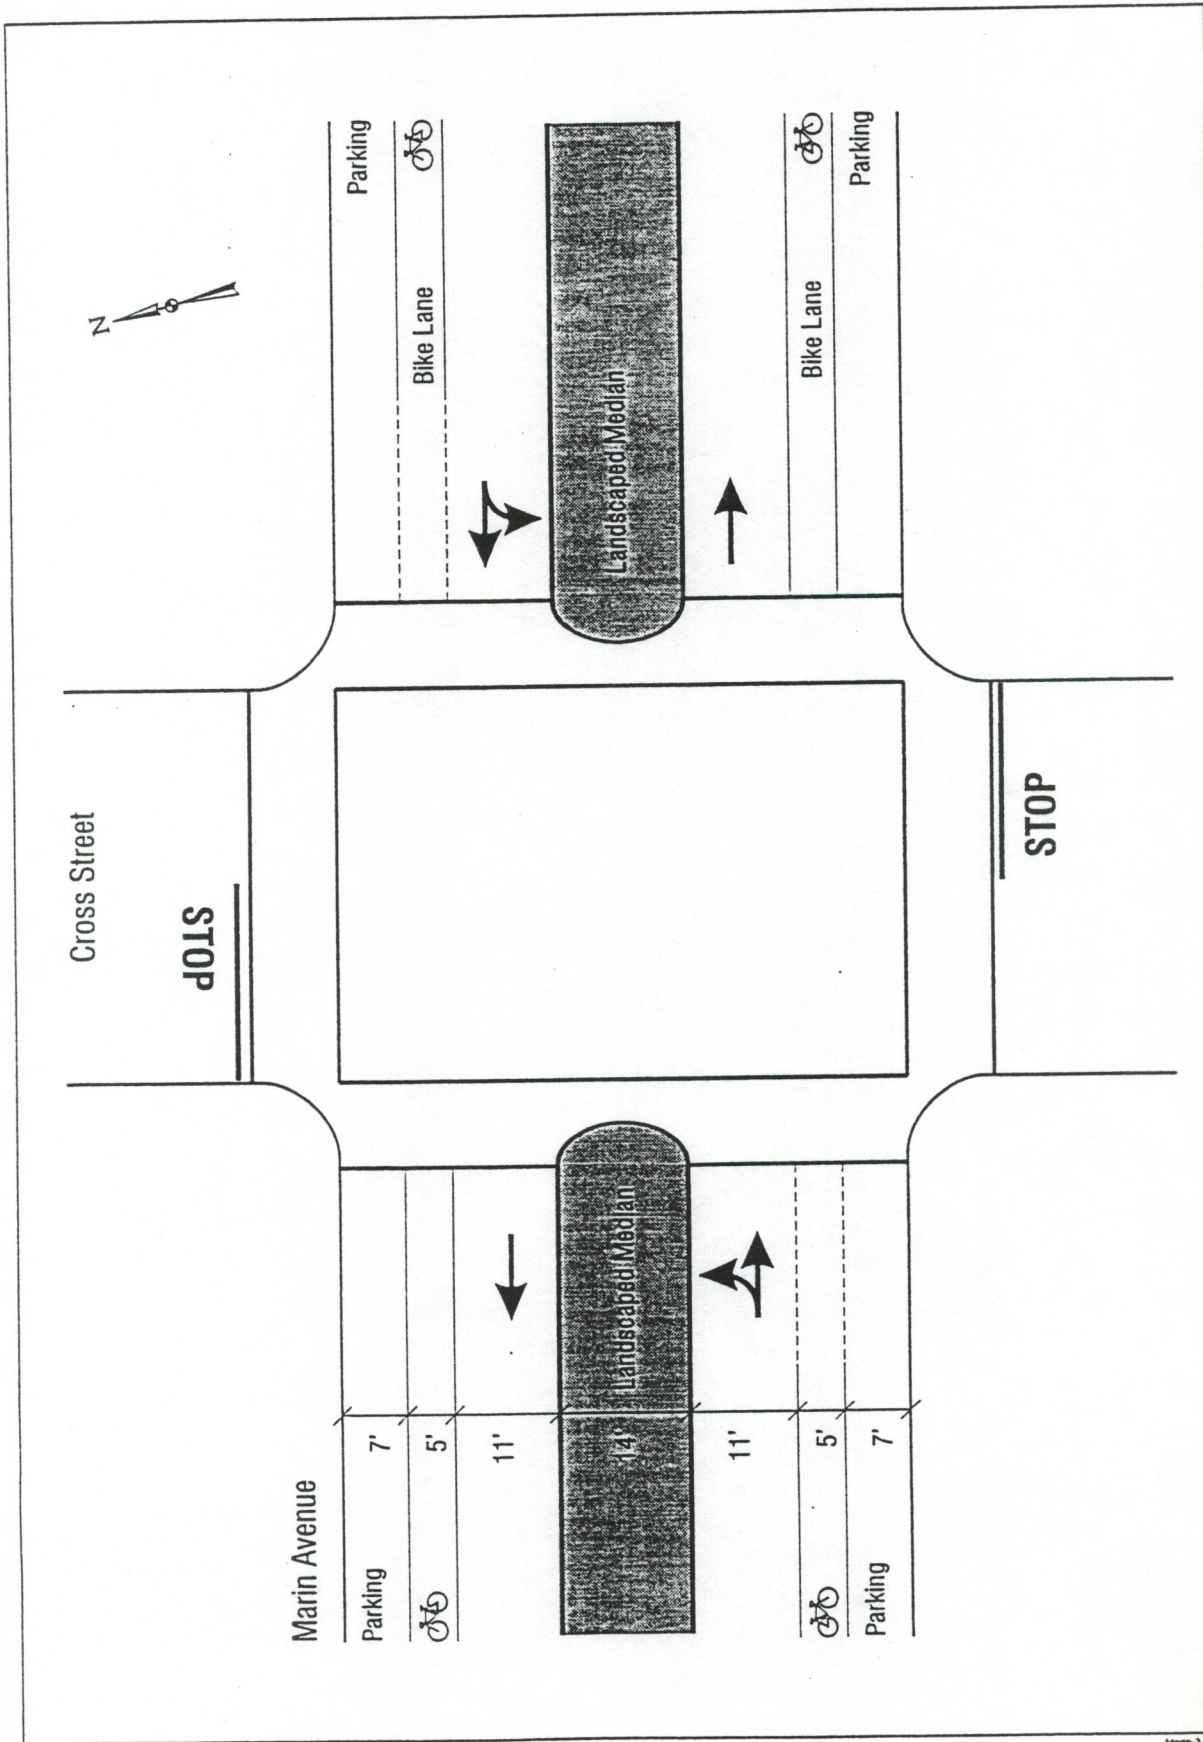 N
Cross Street
STOP
STOP
Marin Avenue
Parking
7'
5'
11'
Landscaped Median
14'
11'
5'
7'
Parking
Parking
Bike Lane
Landscaped Median
Bike Lane
Parking